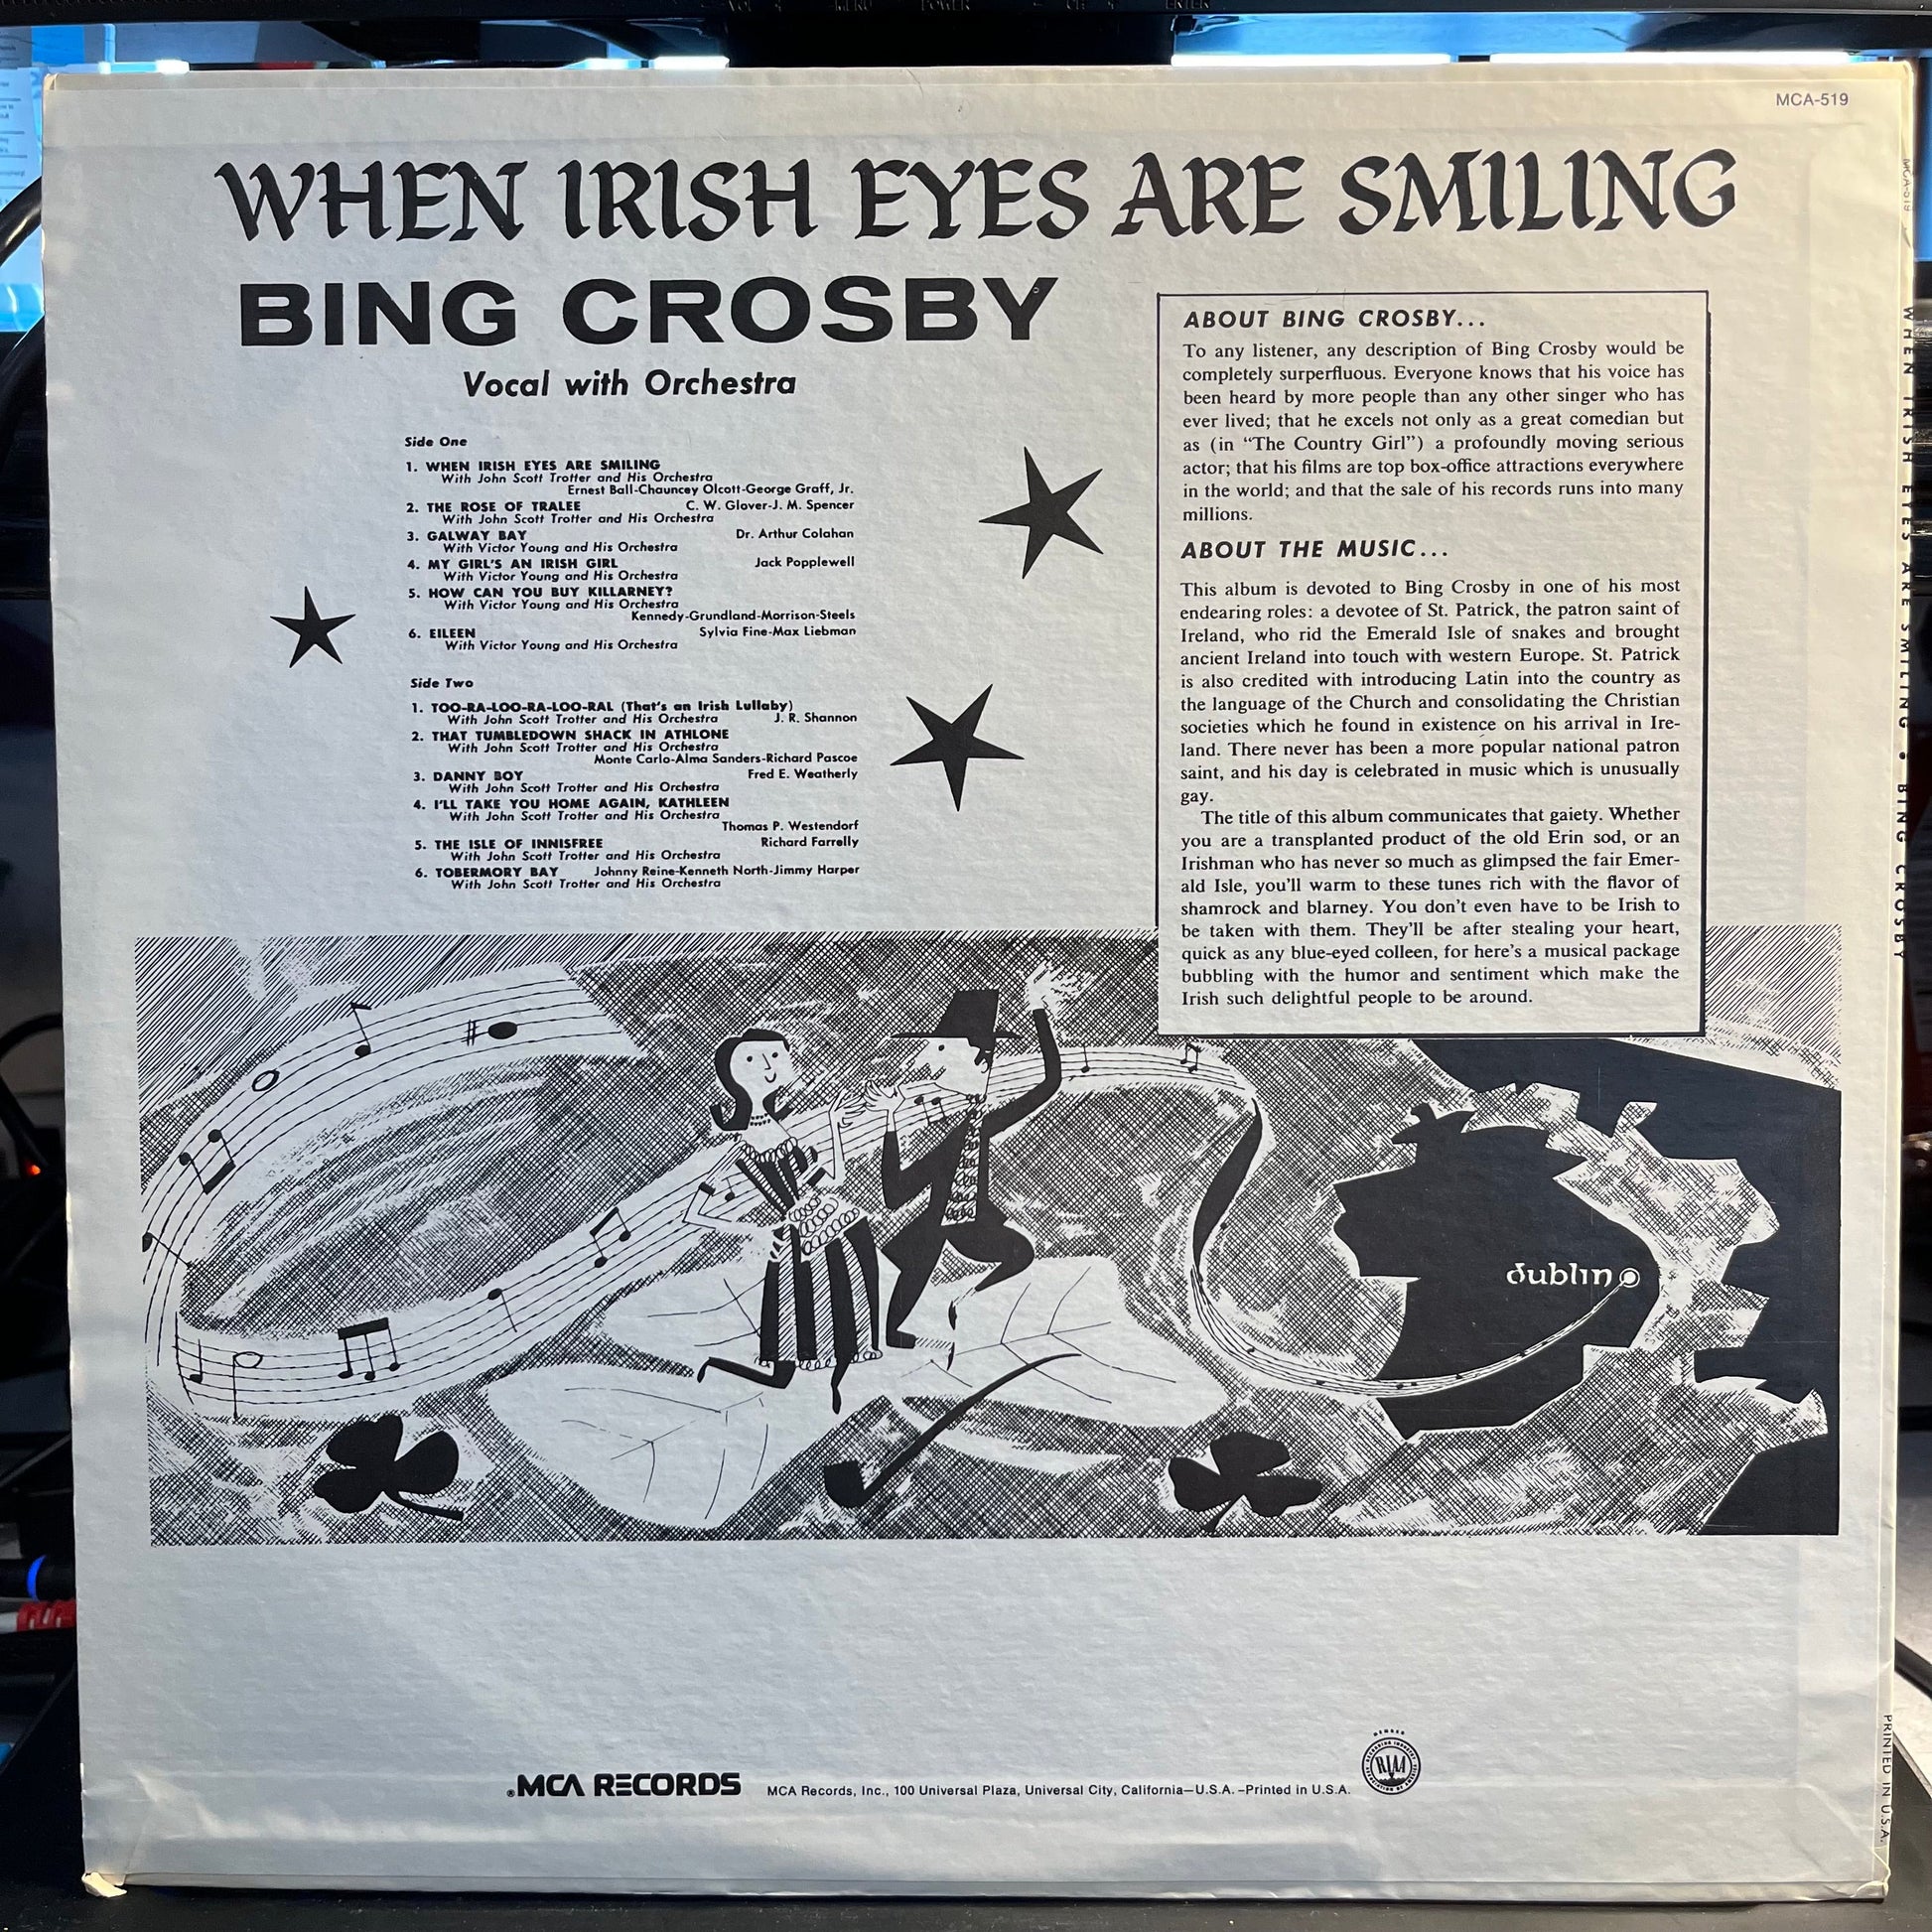 MCA-519
WHEN IRISH EYES ARE SMILING
BING CROSBY
Vocal with Orchestra
Side One
1. WHEN IRISH EYES ARE SMILING
With John Scott Trotter and His Orchestra
Ernest Ball-Chauncey Olcott-George Graff, Jr.
2. THE ROSE OF TRALEE C. W. Glover-J. M. Spencer
With John Scott Trotter and His Orchestra
3. GALWAY BAY Dr. Arthur Colahan
With Victor Young and His Orchestra
4. MY GIRL'S AN IRISH GIRL Jack Popplewell
With Victor Young and His Orchestra
5. HOW CAN YOU BUY KILLARNEY?
With Victor Young and His Orchestra
Kennedy-Grundland-Morrison-Steels
6. EILEEN Sylvia Fine-Max Liebman
With Victor Young and His Orchestra
Side Two
1. TOO-RA-LOO-RA-LOO-RAL (That's an Irish Lullaby)
With John Scott Trotter and His Orchestra J. R. Shannon
2. THAT TUMBLEDOWN SHACK IN ATHLONE
With John Scott Trotter and His Orchestra
Monte Carlo-Alma Sanders-Richard Pascoe
3. DANNY BOY Fred E. Weatherly
With John Scott Trotter and His Orchestra
4. I'LL TAKE YOU HOME AGAIN, KATHLEEN
With John Scott Trotter and His Orchestra
Thomas P. Westendorf
5. THE ISLE OF INNISFREE Richard Farrelly
With John Scott Trotter and His Orchestra
6. TOBERMORY BAY Johnny Reine-Kenneth North-Jimmy Harper
With John Scott Trotter and His Orchestra
ABOUT BING CROSBY...
To any listener, any description of Bing Crosby would be
completely surperfluous. Everyone knows that his voice has
been heard by more people than any other singer who has
ever lived; that he excels not only as a great comedian but
as (in “The Country Girl”) a profoundly moving serious
actor; that his films are top box-office attractions everywhere
in the world; and that the sale of his records runs into many
millions.
ABOUT THE MUSIC...
This album is devoted to Bing Crosby in one of his most
endearing roles: a devotee of St. Patrick, the patron saint of
Ireland, who rid the Emerald Isle of snakes and brought
ancient Ireland into touch with western Europe. St. Patrick
is also credited with introducing Latin into the country as
the language of the Church and consolidating the Christian
societies which he found in existence on his arrival in Ire-
land. There never has been a more popular national patron
saint, and his day is celebrated in music which is unusually
gay.
The title of this album communicates that gaiety. Whether
you are a transplanted product of the old Erin sod, or an
Irishman who has never so much as glimpsed the fair Emer-
ald Isle, you'll warm to these tunes rich with the flavor of
shamrock and blarney. You don't even have to be Irish to
be taken with them. They'll be after stealing your heart,
quick as any blue-eyed colleen, for here's a musical package
bubbling with the humor and sentiment which make the
Irish such delightful people to be around.
dublin
MCA RECORDS MCA Records, Inc., 100 Universal Plaza, Universal City, California—U.S.A. –Printed in U.S.A.
MEMBER
RIAA
MCA-519
WHEN IRISH EYES ARE SMILING • BING CROSBY
PRINTED IN U.S.A.